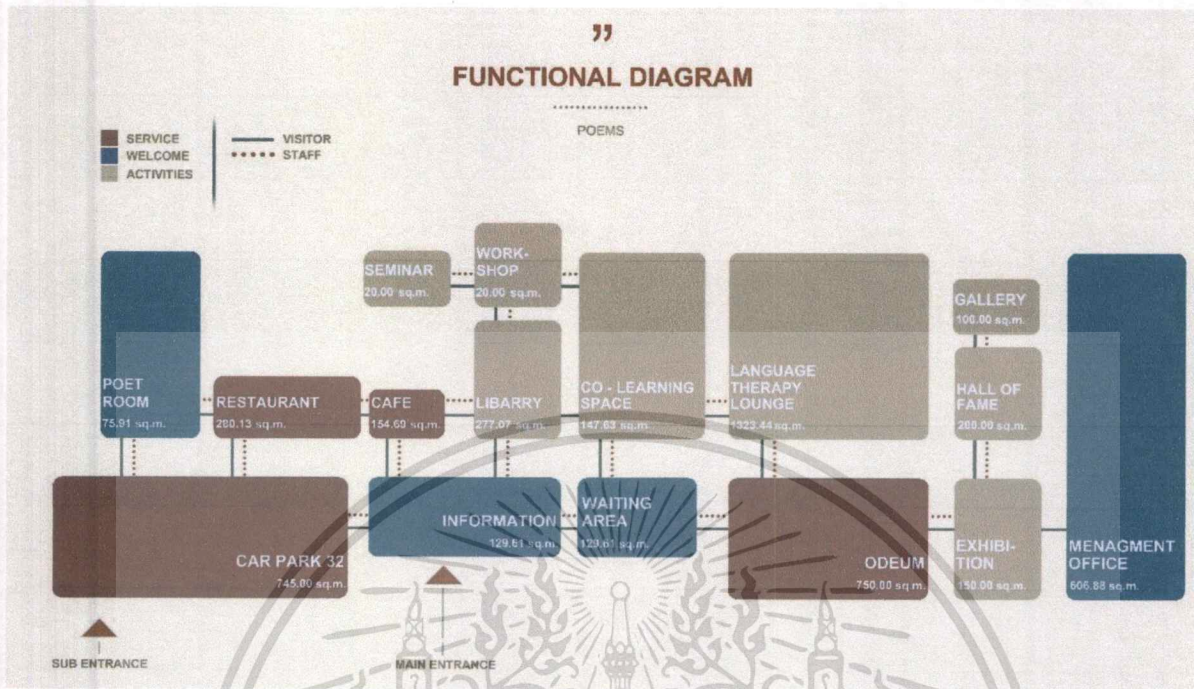 ”
FUNCTIONAL DIAGRAM
POEMS
SERVICE
WELCOME
ACTIVITIES
VISITOR
STAFF
POET
ROOM
75.91 sq.m.
RESTAURANT
280.13 sq.m.
SEMINAR
20.00 sq.m.
WORK-
SHOP
20.00 sq.m.
CAFE
154.60 sq.m.
LIBARRY
277.07 sq.m.
CO - LEARNING
SPACE
147.63 sq.m.
LANGUAGE
THERAPY
LOUNGE
1323.44 sq.m.
GALLERY
100.00 sq.m.
HALL OF
FAME
200.00 sq.m.
CAR PARK 32
745.00 sq.m.
INFORMATION
129.61 sq.m.
WAITING
AREA
129.61 sq.m.
ODEUM
750.00 sq.m.
EXHIBI-
TION
150.00 sq.m.
MENAGMENT
OFFICE
606.88 sq.m.
SUB ENTRANCE
MAIN ENTRANCE